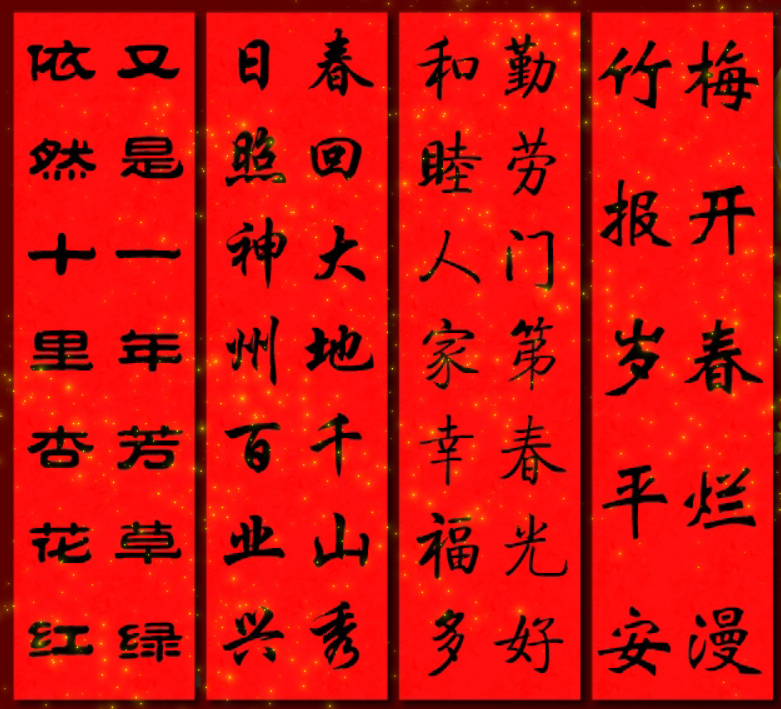 梅开春烂漫
竹报岁平安
勤劳门第春光好
和睦人家幸福多
春回大地千山秀
日照神州百业兴
又是一年芳草绿
依然十里杏花红